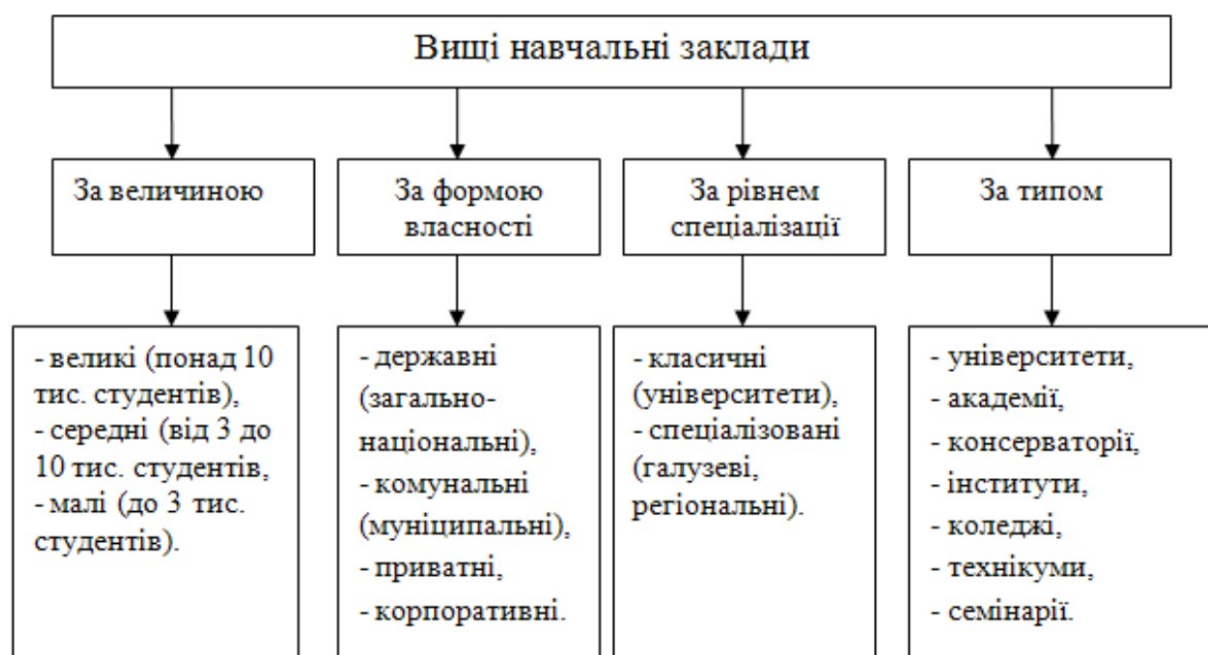 Вищі навчальні заклади
За величиною
За формою
власності
За рівнем
спеціалізації
За типом
- великі (понад 10
тис. студентів),
- середні (від 3 до
10 тис. студентів,
- малі (до 3 тис.
студентів).
- державні
(загально-
національні),
- комунальні
(муніципальні),
- приватні,
- корпоративні.
- класичні
(університети),
- спеціалізовані
(галузеві,
регіональні).
- університети,
- академії,
- консерваторії,
- інститути,
- коледжі,
- технікуми,
- семінарії.